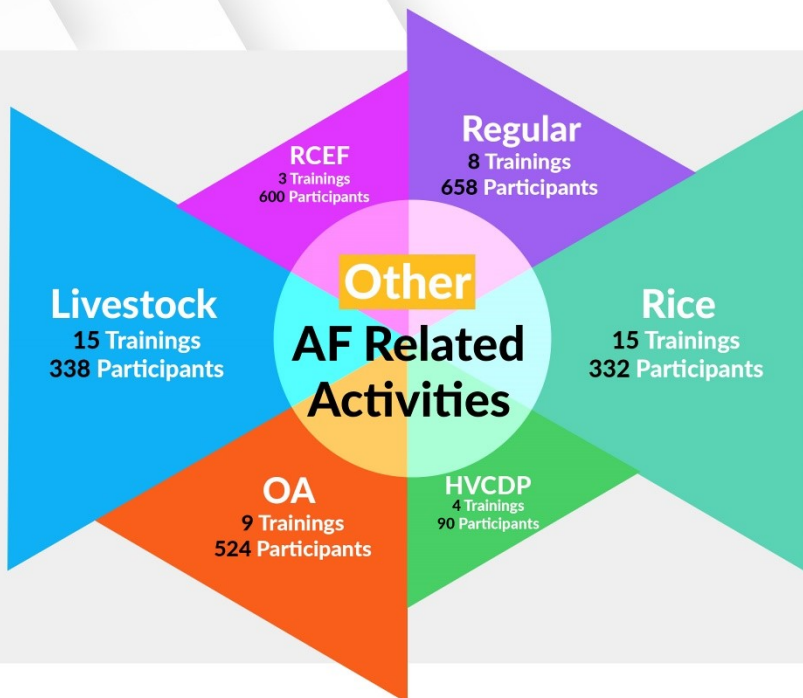 RCEF
3 Trainings
600 Participants
Regular
8 Trainings
658 Participants
Livestock
15 Trainings
338 Participants
Other
AF Related
Activities
Rice
15 Trainings
332 Participants
OA
9 Trainings
524 Participants
HVCDP
4 Trainings
90 Participants